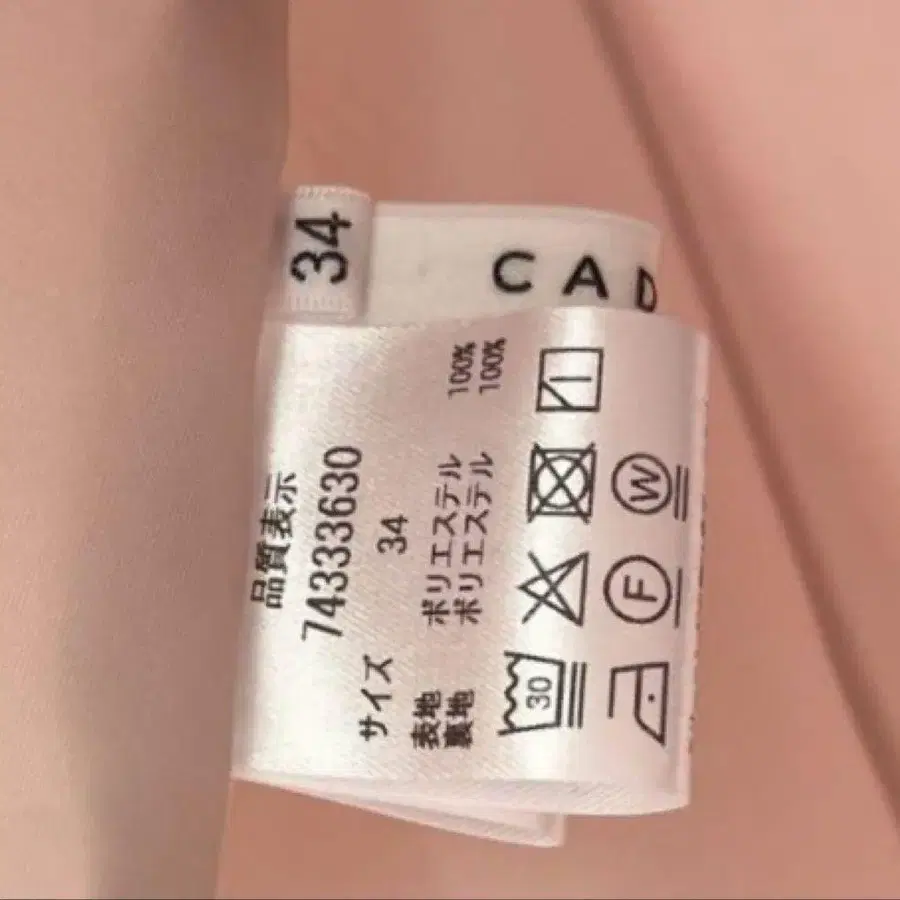 34
CAD
品質表示
74333630
サイズ 34
表地 ポリエステル 100%
裏地 ポリエステル 100%
30
F
W